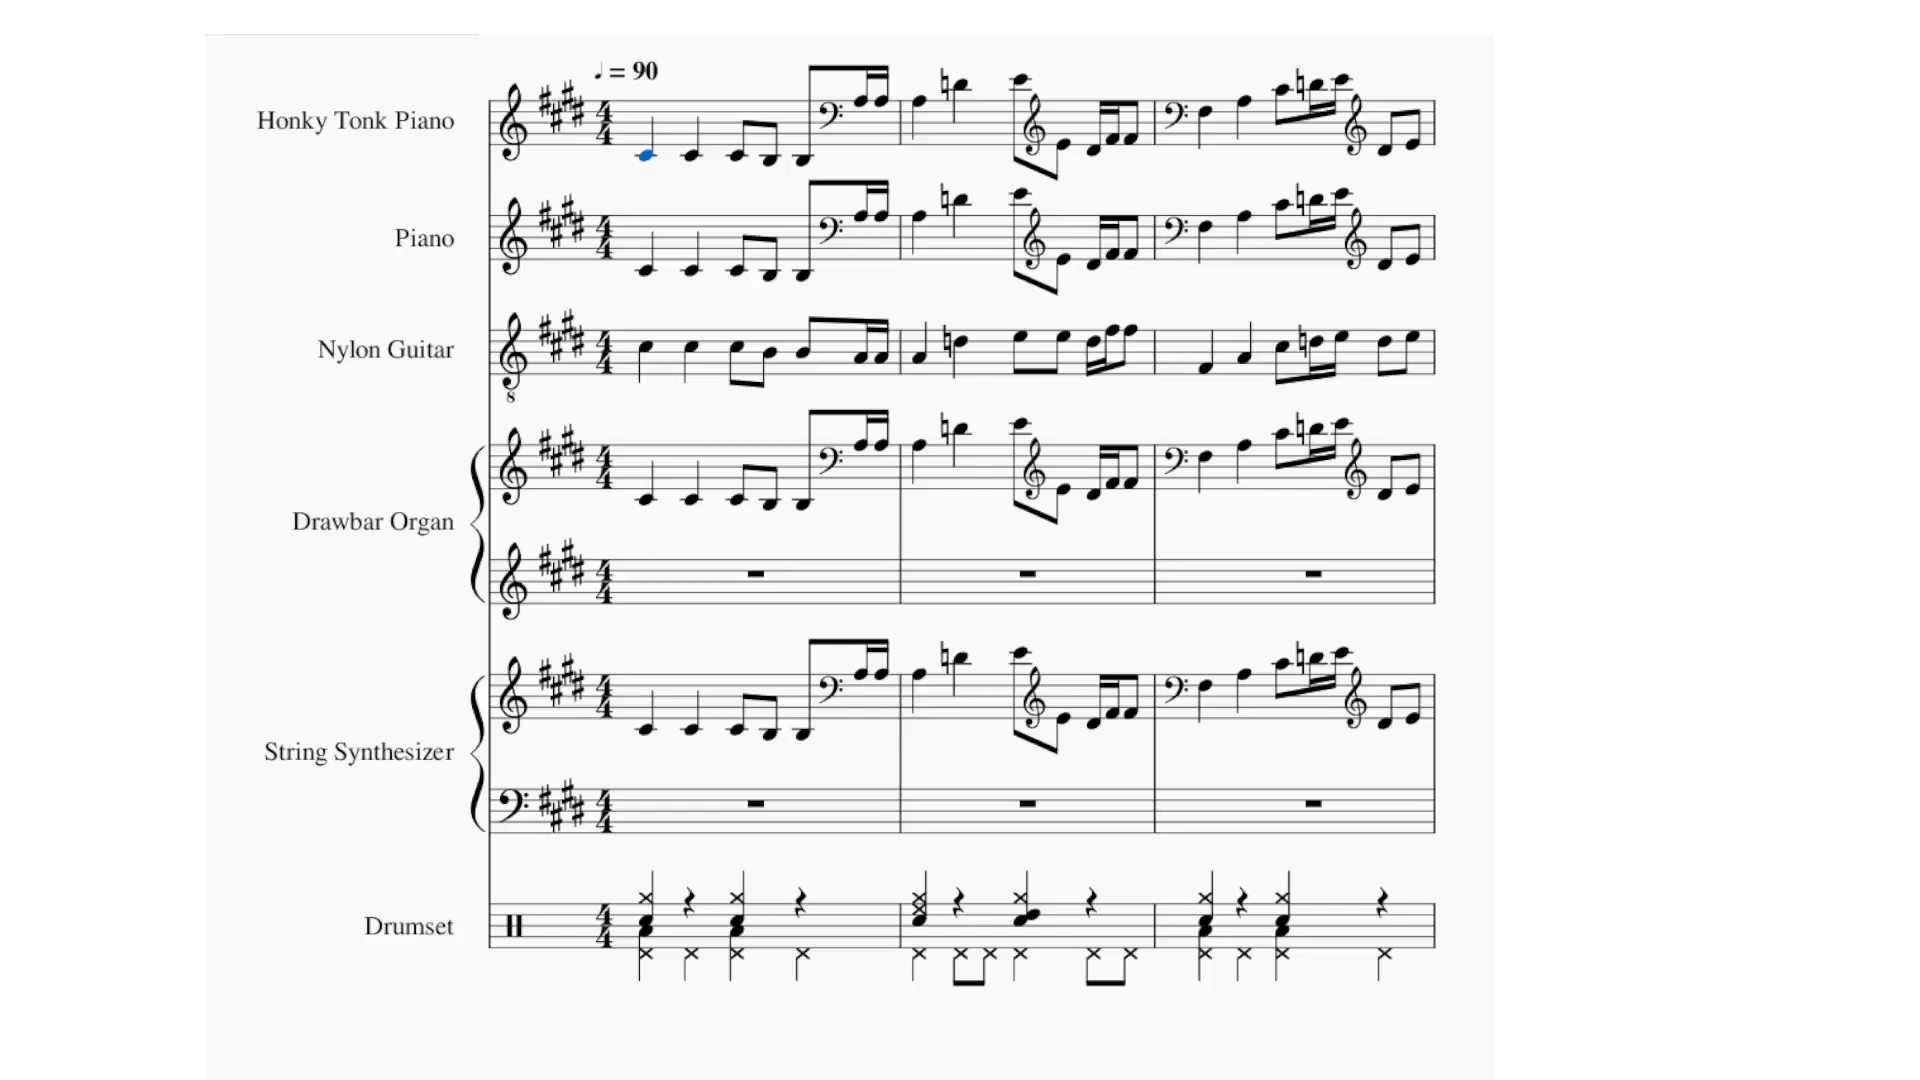 ♩ = 90
Honky Tonk Piano
Piano
Nylon Guitar
8
Drawbar Organ
String Synthesizer
Drumset